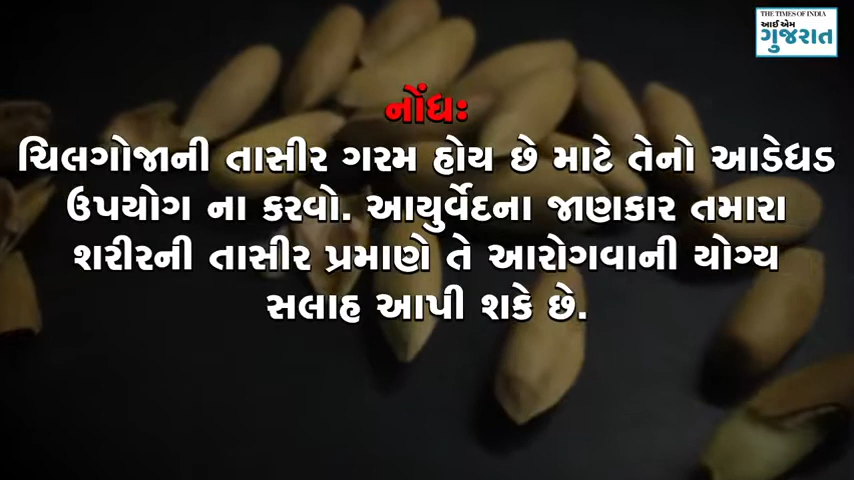 THE TIMES OF INDIA
આઈ એમ
ગુજરાત
નોંધઃ
ચિલગોજાની તાસીર ગરમ હોય છે માટે તેનો આડેધડ
ઉપયોગ ના કરવો. આયુર્વેદના જાણકાર તમારા
શરીરની તાસીર પ્રમાણે તે આરોગવાની યોગ્ય
સલાહ આપી શકે છે.